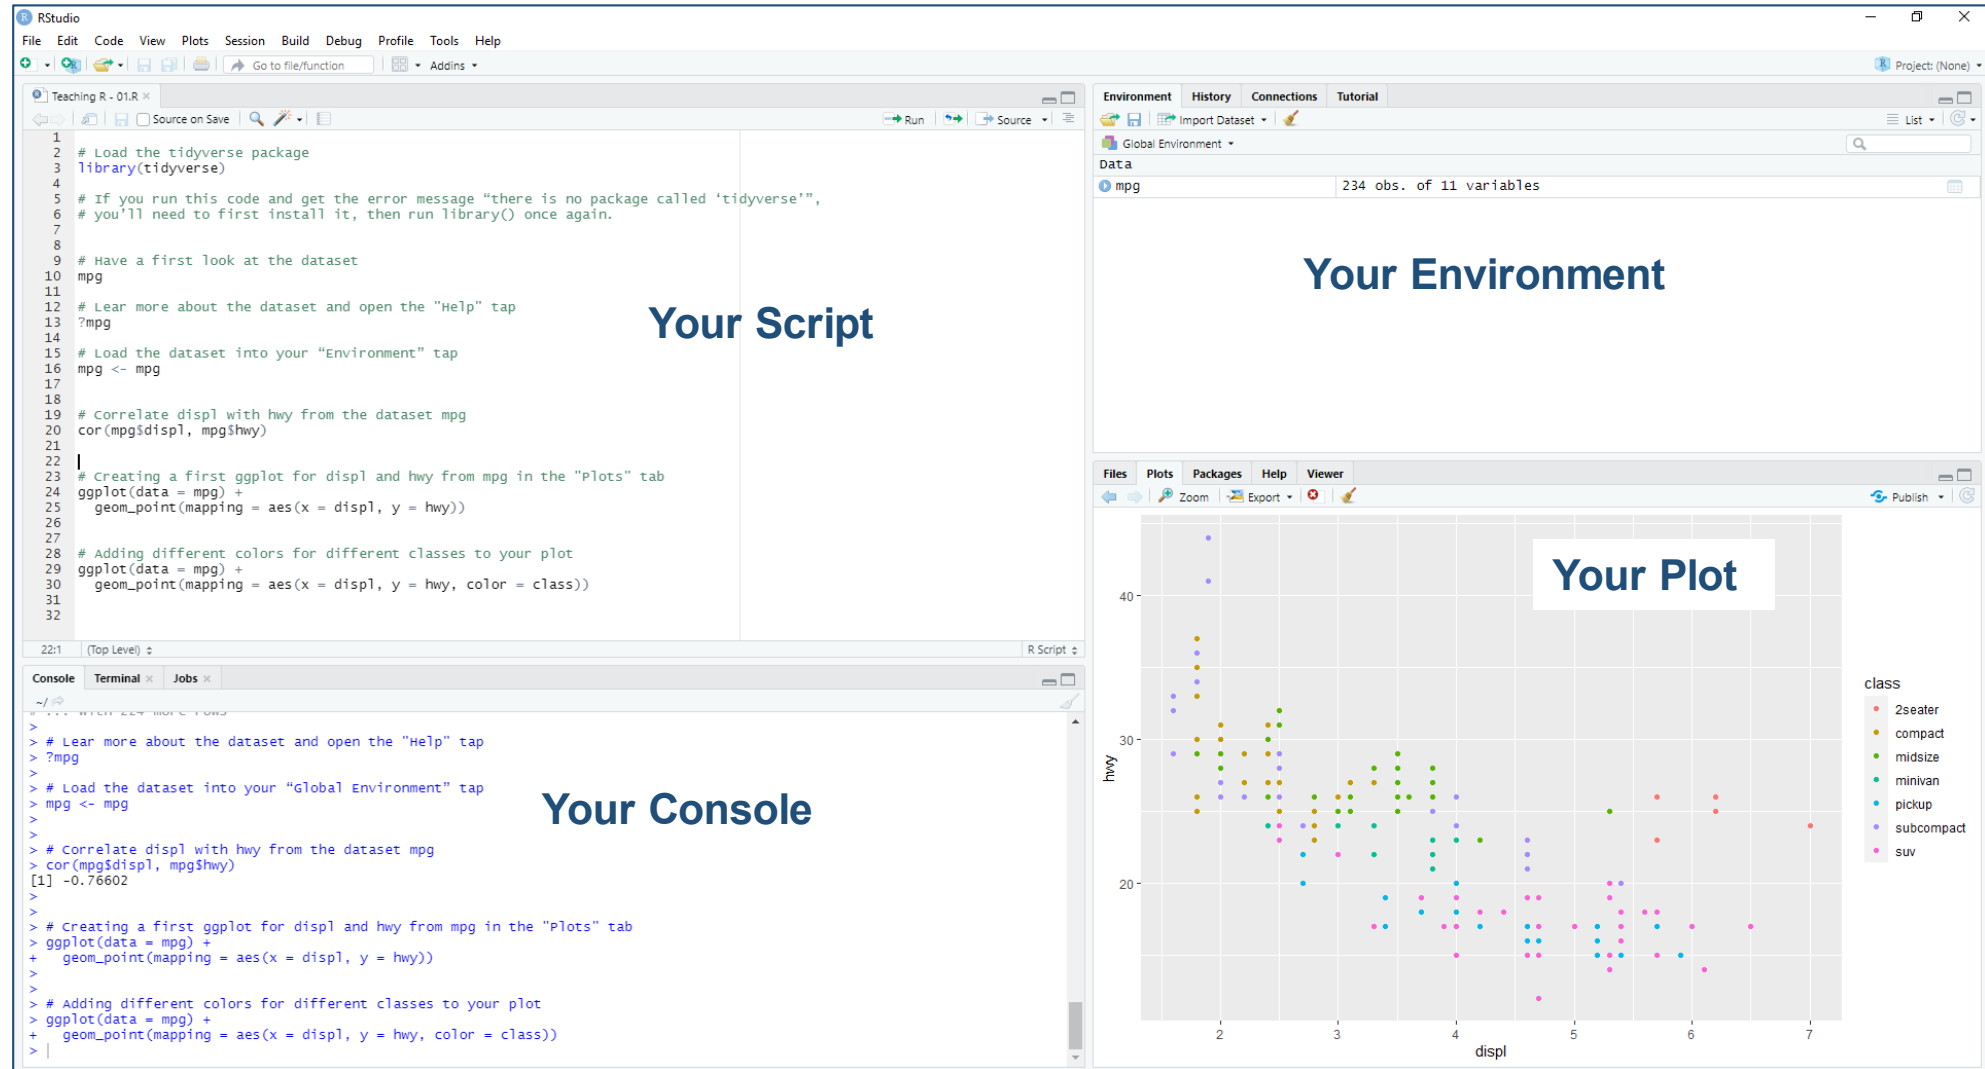 RStudio
File Edit Code View Plots Session Build Debug Profile Tools Help
Go to file/function Addins
Project: (None)
Teaching R - 01.R
Source on Save Run Source
1
2 # Load the tidyverse package
3 library(tidyverse)
4
5 # If you run this code and get the error message “there is no package called ‘tidyverse’”,
6 # you’ll need to first install it, then run library() once again.
7
8
9 # Have a first look at the dataset
10 mpg
11
12 # Lear more about the dataset and open the "Help" tap
13 ?mpg
14
15 # Load the dataset into your “Environment” tap
16 mpg <- mpg
17
18
19 # Correlate displ with hwy from the dataset mpg
20 cor(mpg$displ, mpg$hwy)
21
22
23 # Creating a first ggplot for displ and hwy from mpg in the "Plots" tab
24 ggplot(data = mpg) +
25 geom_point(mapping = aes(x = displ, y = hwy))
26
27
28 # Adding different colors for different classes to your plot
29 ggplot(data = mpg) +
30 geom_point(mapping = aes(x = displ, y = hwy, color = class))
31
32
Your Script
22:1 (Top Level) R Script
Console Terminal Jobs
~/
# ... with 224 more rows
>
> # Lear more about the dataset and open the "Help" tap
> ?mpg
>
> # Load the dataset into your “Global Environment” tap
> mpg <- mpg
>
>
> # Correlate displ with hwy from the dataset mpg
> cor(mpg$displ, mpg$hwy)
[1] -0.76602
>
>
> # Creating a first ggplot for displ and hwy from mpg in the "Plots" tab
> ggplot(data = mpg) +
+ geom_point(mapping = aes(x = displ, y = hwy))
>
>
> # Adding different colors for different classes to your plot
> ggplot(data = mpg) +
+ geom_point(mapping = aes(x = displ, y = hwy, color = class))
>
Your Console
Environment History Connections Tutorial
Import Dataset List
Global Environment
Data
mpg 234 obs. of 11 variables
Your Environment
Files Plots Packages Help Viewer
Zoom Export Publish
Your Plot
40
30
20
hwy
2 3 4 5 6 7
displ
class
2seater
compact
midsize
minivan
pickup
subcompact
suv